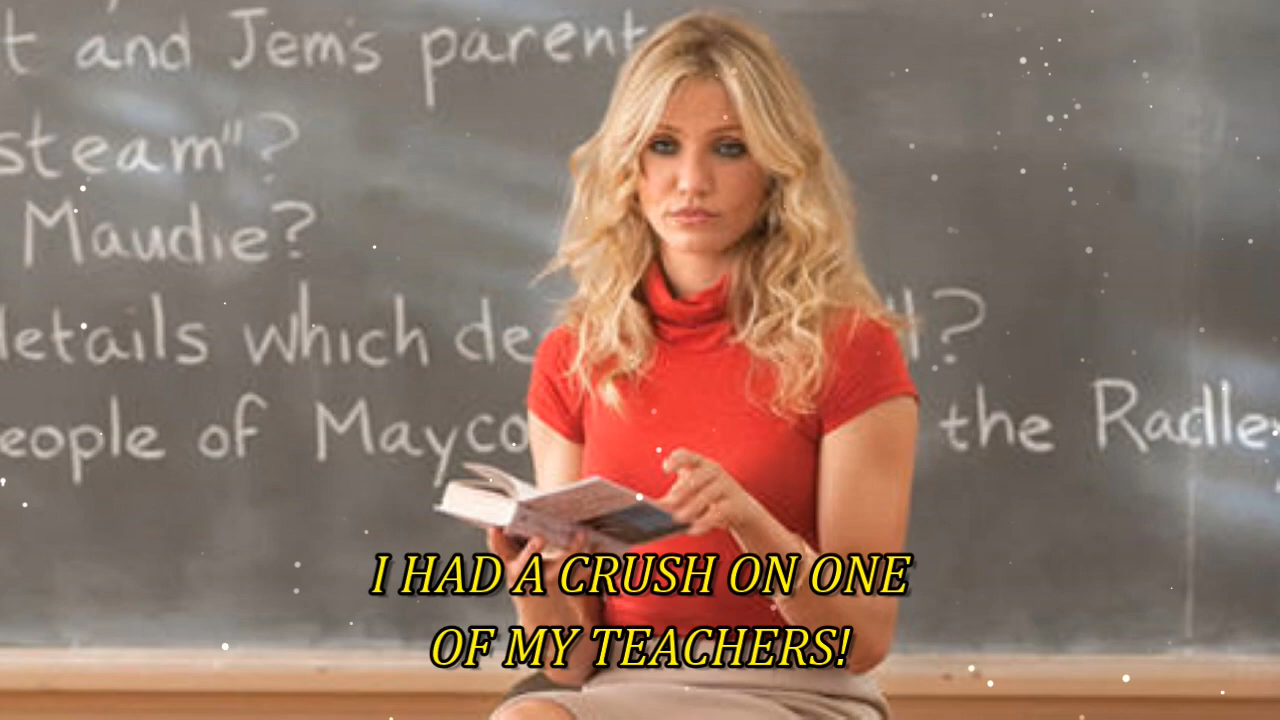 t and Jem's parent
steam"?
Maudie?
details which de
eople of Mayco the Radle
I HAD A CRUSH ON ONE
OF MY TEACHERS!